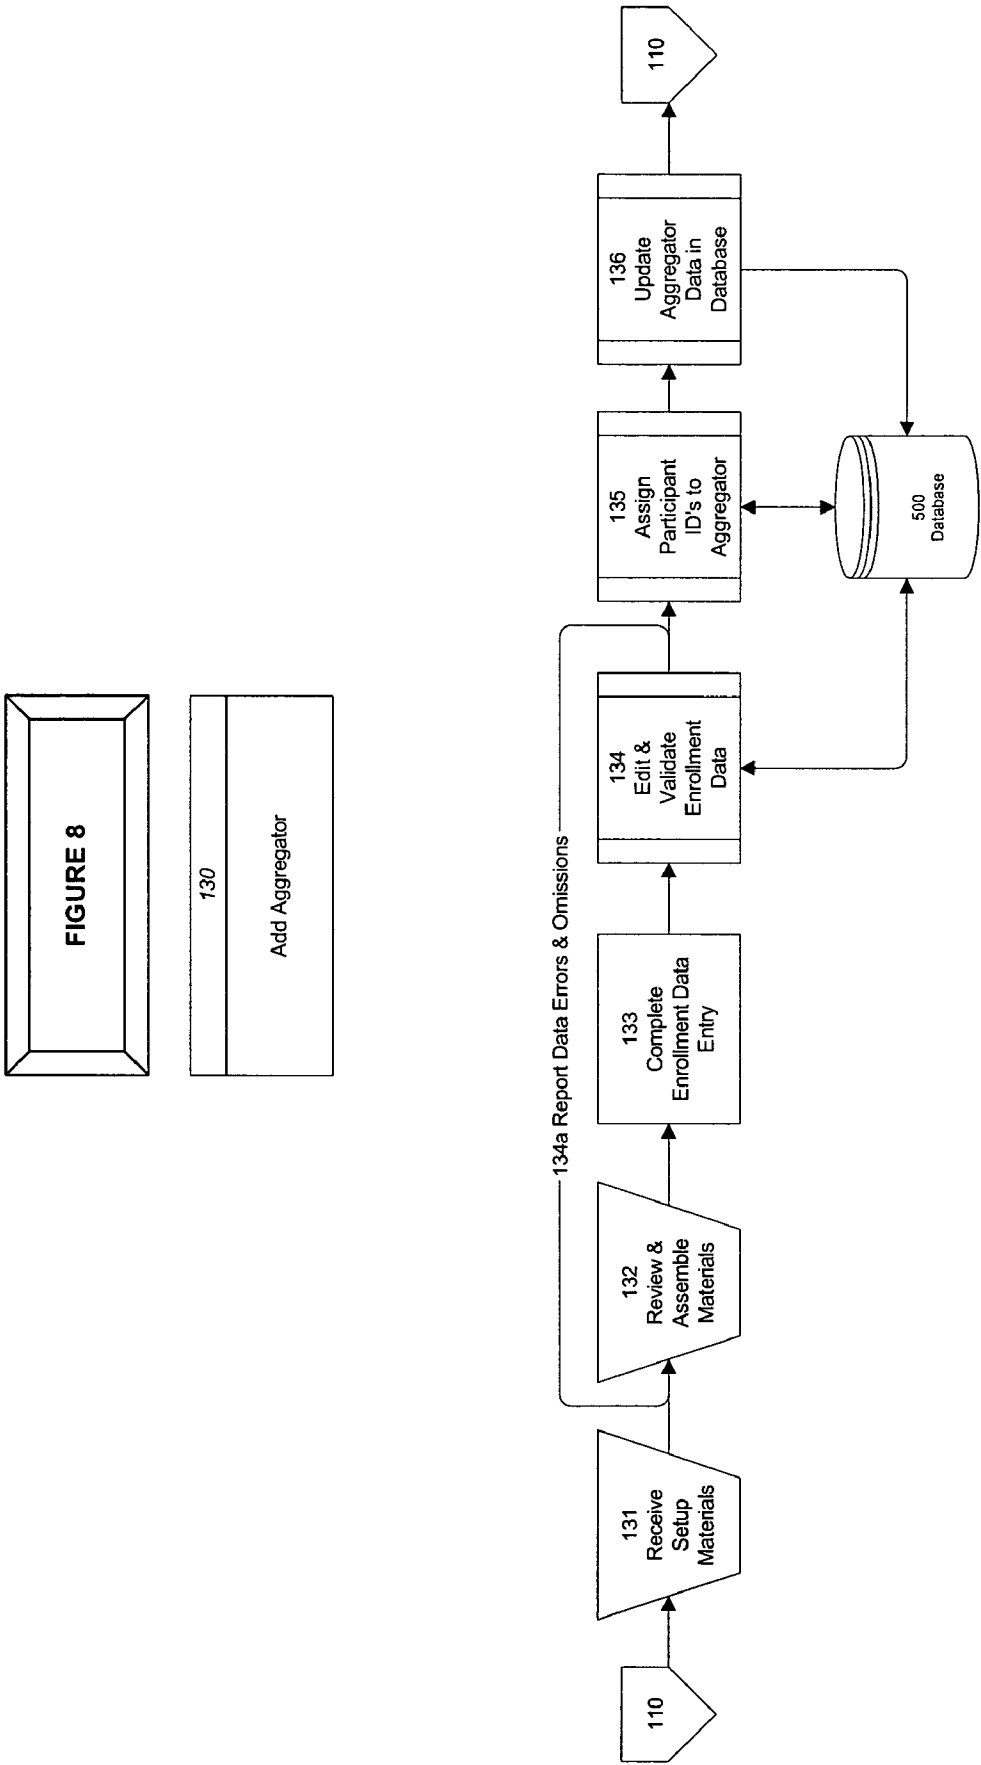 FIGURE 8
130
Add Aggregator
134a Report Data Errors & Omissions
110
131
Receive
Setup
Materials
132
Review &
Assemble
Materials
133
Complete
Enrollment Data
Entry
134
Edit &
Validate
Enrollment
Data
135
Assign
Participant
ID's to
Aggregator
136
Update
Aggregator
Data in
Database
110
500
Database